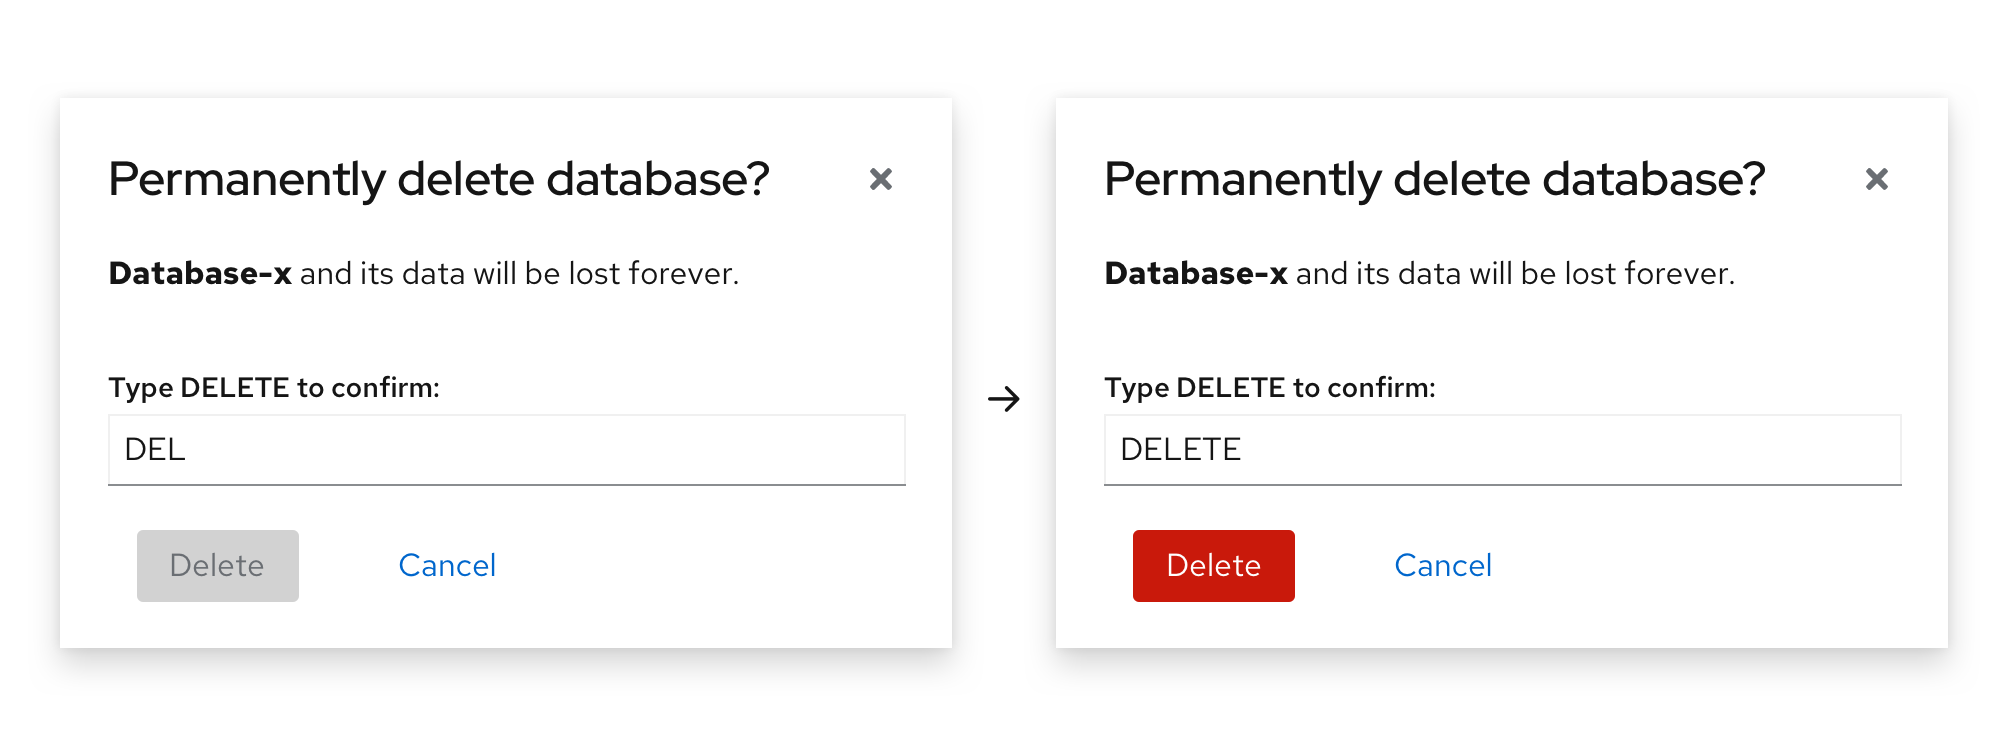 Permanently delete database?
Database-x and its data will be lost forever.
Type DELETE to confirm:
DEL
Delete Cancel
Permanently delete database?
Database-x and its data will be lost forever.
Type DELETE to confirm:
DELETE
Delete Cancel